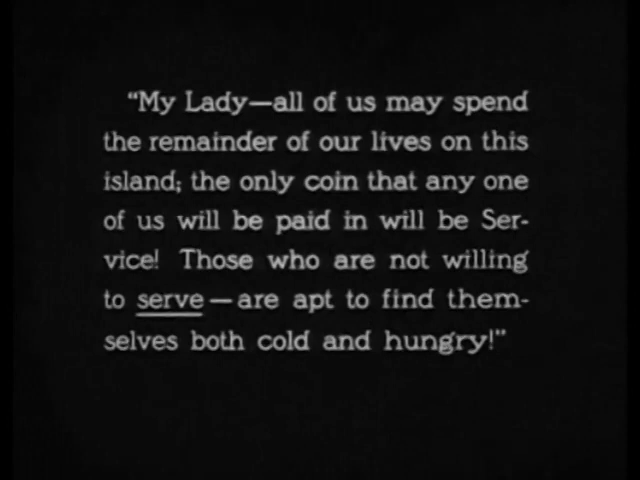 “My Lady—all of us may spend
the remainder of our lives on this
island; the only coin that any one
of us will be paid in will be Ser-
vice! Those who are not willing
to serve—are apt to find them-
selves both cold and hungry!”